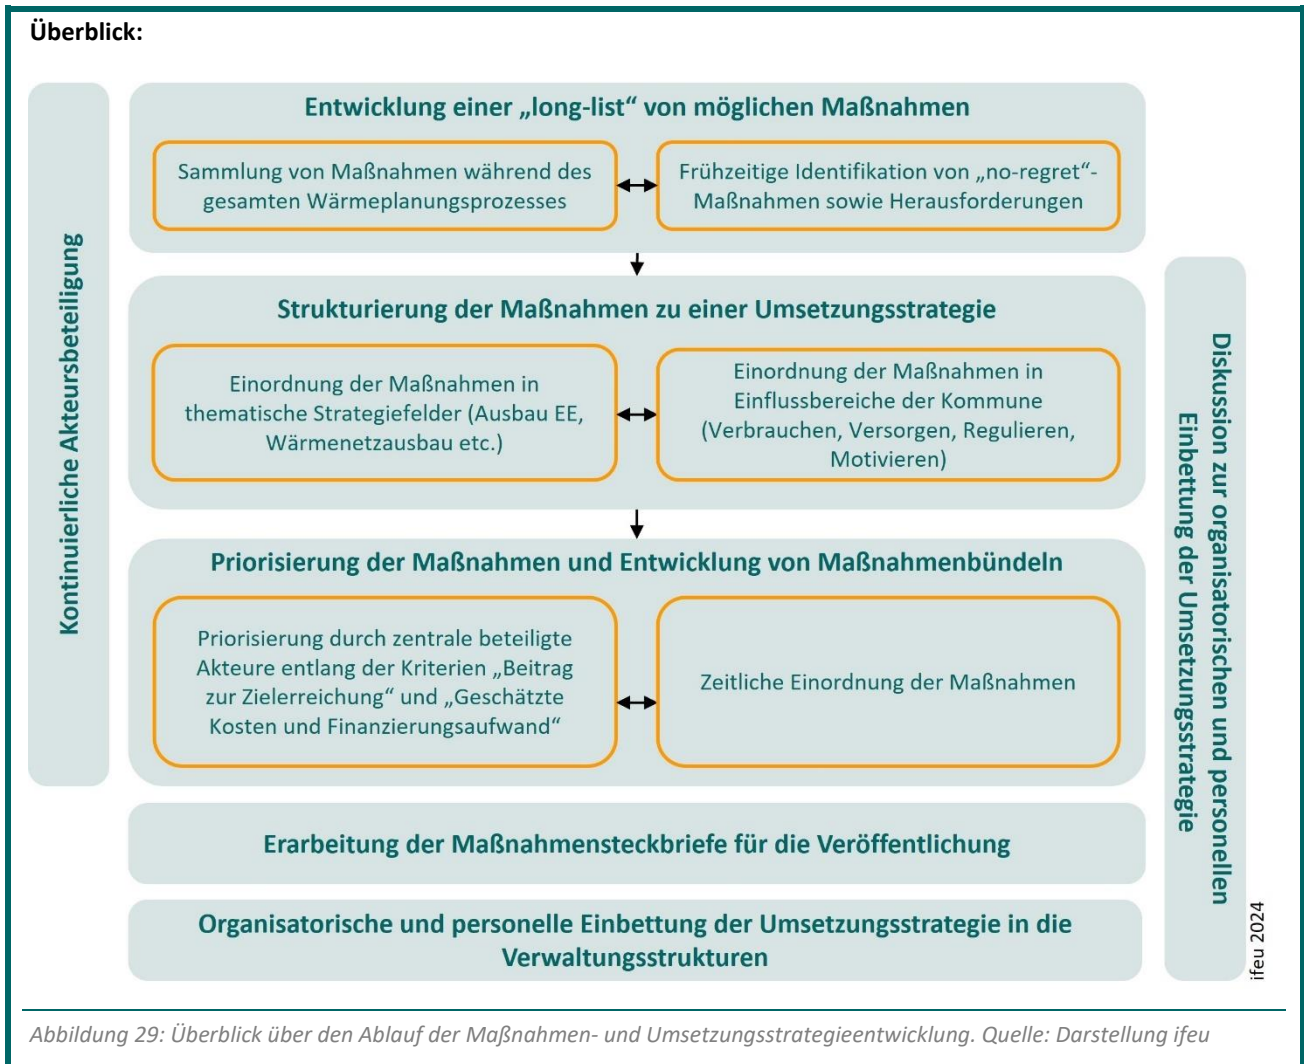 Überblick:
Kontinuierliche Akteursbeteiligung
Entwicklung einer „long-list“ von möglichen Maßnahmen
Sammlung von Maßnahmen während des
gesamten Wärmeplanungsprozesses
Frühzeitige Identifikation von „no-regret“-
Maßnahmen sowie Herausforderungen
Strukturierung der Maßnahmen zu einer Umsetzungsstrategie
Einordnung der Maßnahmen in
thematische Strategiefelder (Ausbau EE,
Wärmenetzausbau etc.)
Einordnung der Maßnahmen in
Einflussbereiche der Kommune
(Verbrauchen, Versorgen, Regulieren,
Motivieren)
Priorisierung der Maßnahmen und Entwicklung von Maßnahmenbündeln
Priorisierung durch zentrale beteiligte
Akteure entlang der Kriterien „Beitrag
zur Zielerreichung“ und „Geschätzte
Kosten und Finanzierungsaufwand“
Zeitliche Einordnung der Maßnahmen
Erarbeitung der Maßnahmensteckbriefe für die Veröffentlichung
Organisatorische und personelle Einbettung der Umsetzungsstrategie in die
Verwaltungsstrukturen
Diskussion zur organisatorischen und personellen
Einbettung der Umsetzungsstrategie
ifeu 2024
Abbildung 29: Überblick über den Ablauf der Maßnahmen- und Umsetzungsstrategieentwicklung. Quelle: Darstellung ifeu